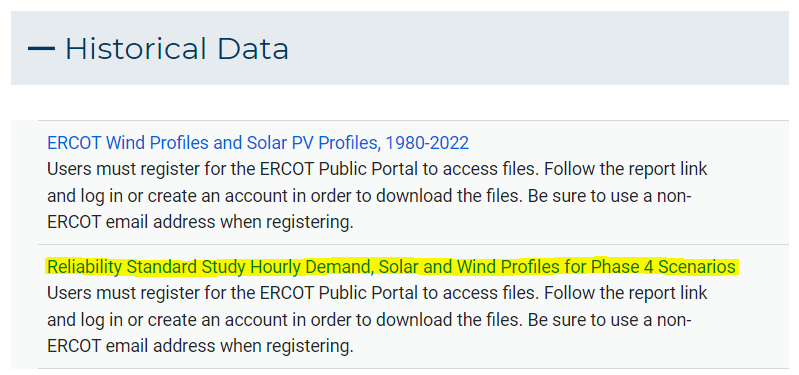 Historical Data
ERCOT Wind Profiles and Solar PV Profiles, 1980-2022
Users must register for the ERCOT Public Portal to access files. Follow the report link
and log in or create an account in order to download the files. Be sure to use a non-
ERCOT email address when registering.
Reliability Standard Study Hourly Demand, Solar and Wind Profiles for Phase 4 Scenarios
Users must register for the ERCOT Public Portal to access files. Follow the report link
and log in or create an account in order to download the files. Be sure to use a non-
ERCOT email address when registering.